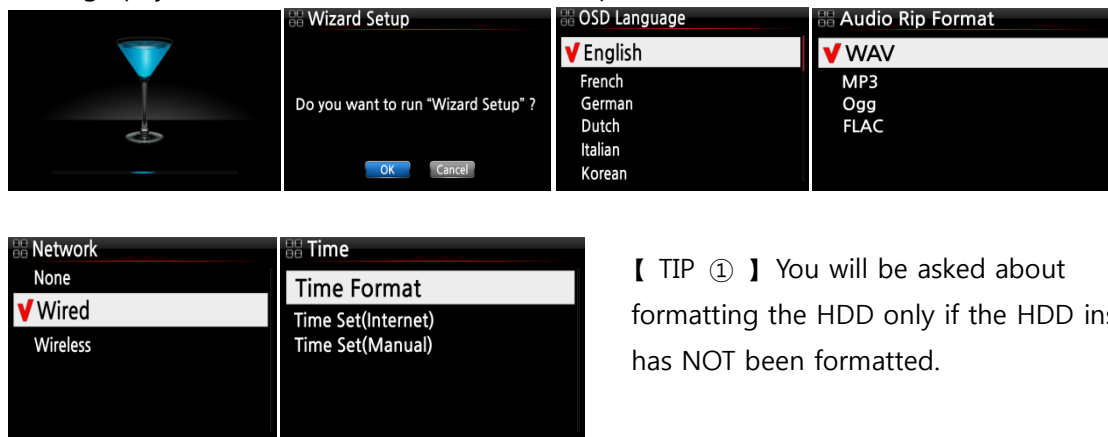 Wizard Setup
Do you want to run "Wizard Setup" ?
OK Cancel
OSD Language
English
French
German
Dutch
Italian
Korean
Audio Rip Format
WAV
MP3
Ogg
FLAC
Network
None
Wired
Wireless
Time
Time Format
Time Set(Internet)
Time Set(Manual)
【 TIP ① 】 You will be asked about
formatting the HDD only if the HDD
has NOT been formatted.